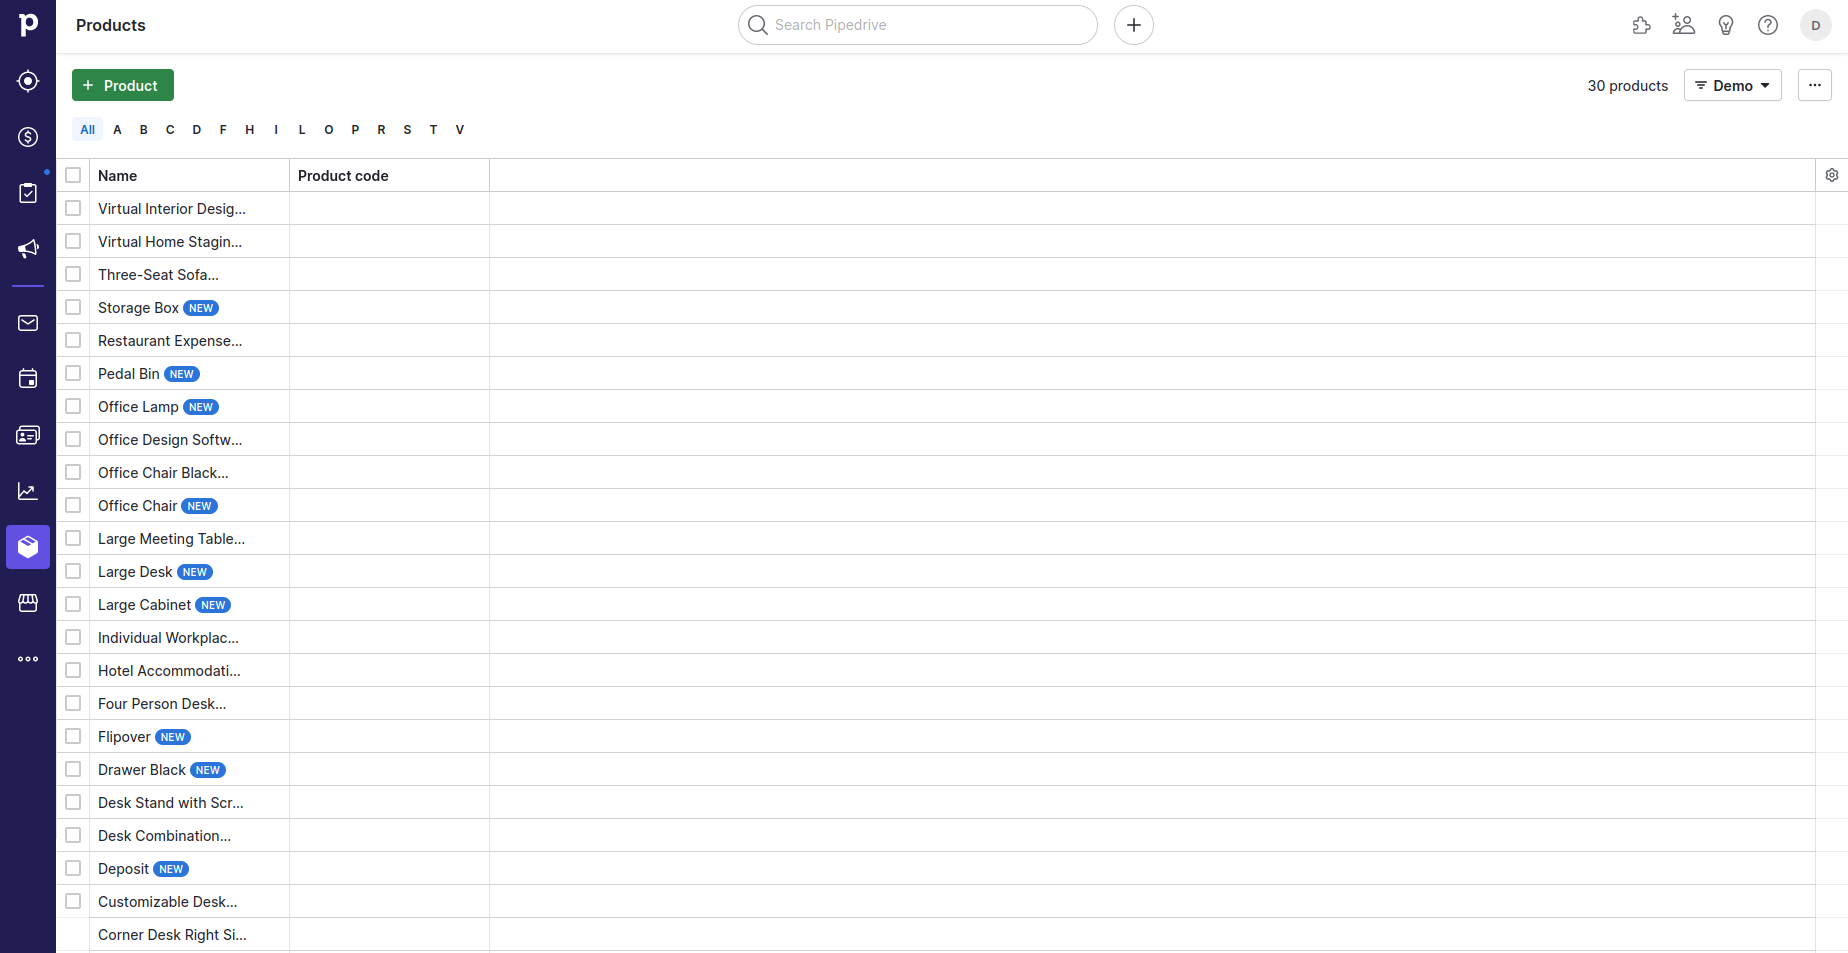 Products
Search Pipedrive
D
+ Product
30 products
Demo
All A B C D F H I L O P R S T V
Name Product code
Virtual Interior Desig...
Virtual Home Stagin...
Three-Seat Sofa...
Storage Box NEW
Restaurant Expense...
Pedal Bin NEW
Office Lamp NEW
Office Design Softw...
Office Chair Black...
Office Chair NEW
Large Meeting Table...
Large Desk NEW
Large Cabinet NEW
Individual Workplac...
Hotel Accommodati...
Four Person Desk...
Flipover NEW
Drawer Black NEW
Desk Stand with Scr...
Desk Combination...
Deposit NEW
Customizable Desk...
Corner Desk Right Si...